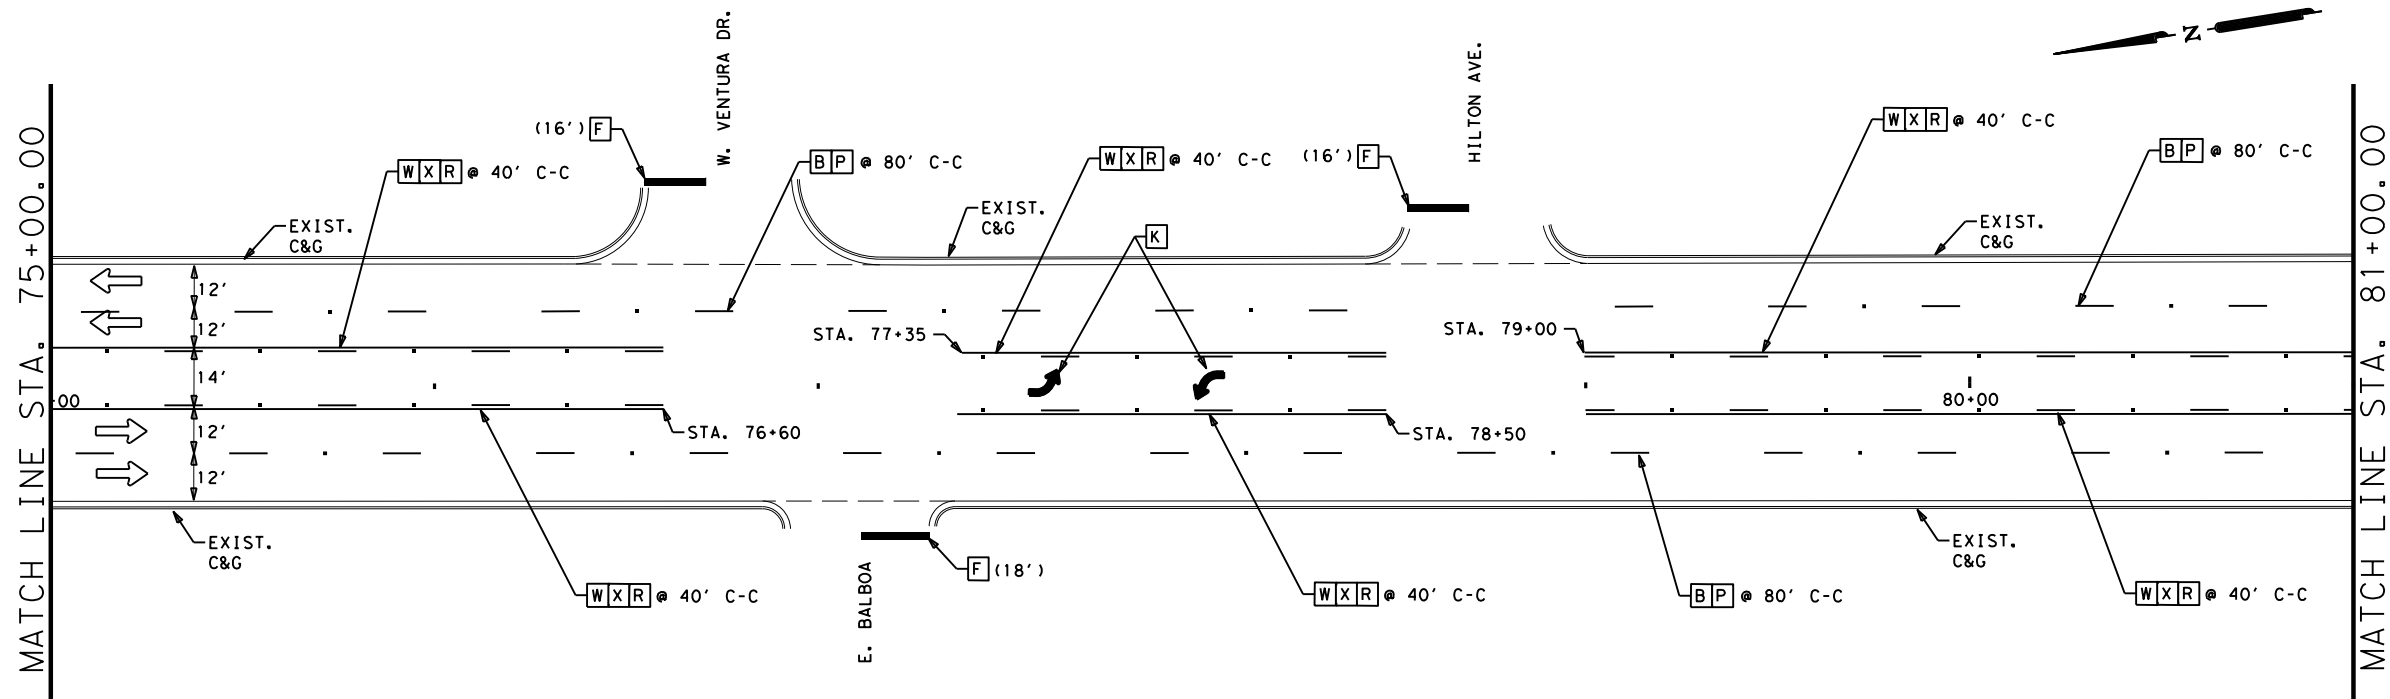 MATCH LINE STA. 75+00.00
W. VENTURA DR.
HILTON AVE.
N
(16') F
W X R @ 40' C-C
B P @ 80' C-C
W X R @ 40' C-C
(16') F
W X R @ 40' C-C
B P @ 80' C-C
EXIST.
C&G
EXIST.
C&G
EXIST.
C&G
K
12'
12'
14'
12'
12'
STA. 77+35
STA. 79+00
00
80+00
STA. 76+60
STA. 78+50
EXIST.
C&G
F (18')
EXIST.
C&G
W X R @ 40' C-C
W X R @ 40' C-C
B P @ 80' C-C
W X R @ 40' C-C
E. BALBOA
MATCH LINE STA. 81+00.00